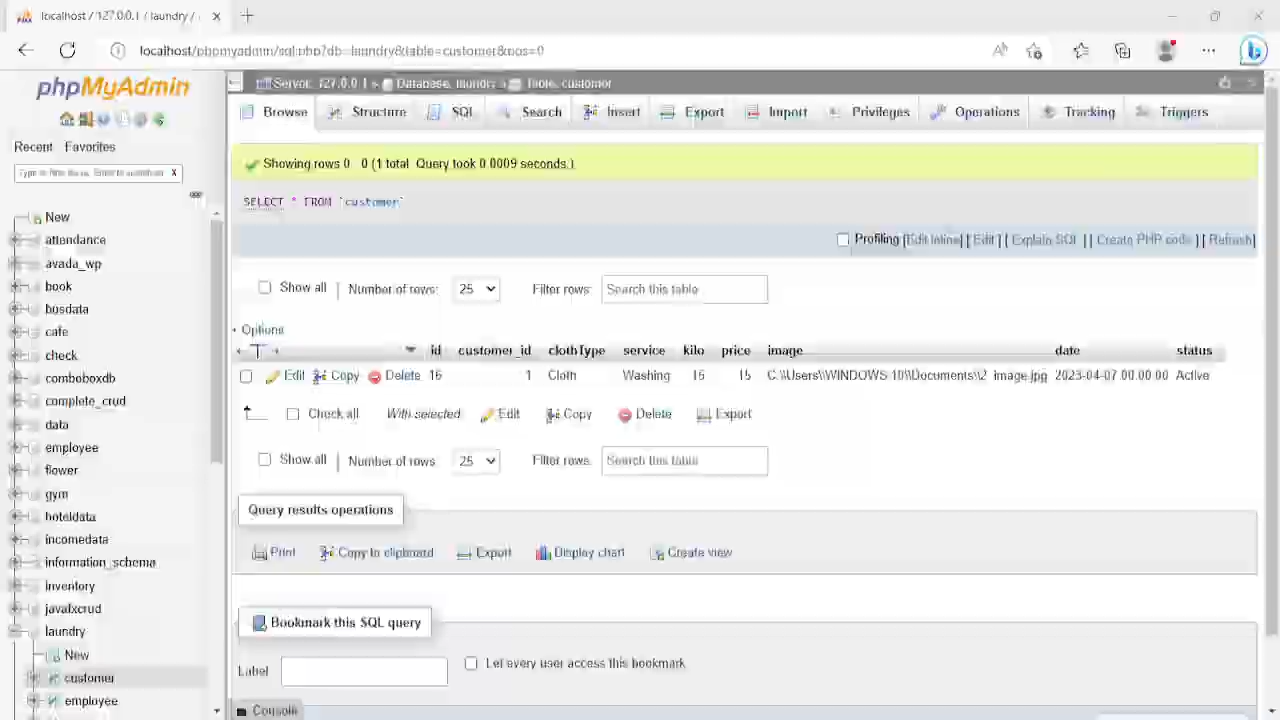 localhost / 127.0.0.1 / laundry /
localhost/phpmyadmin/sql.php?db=laundry&table=customer&pos=0
phpMyAdmin
Server: 127.0.0.1 » Database: laundry » Table: customer
Browse Structure SQL Search Insert Export Import Privileges Operations Tracking Triggers
Recent Favorites
Showing rows 0 0 (1 total Query took 0.0009 seconds.)
X
SELECT * FROM `customer`
Profiling [Edit inline] [ Edit ] [ Explain SQL ] [ Create PHP code ] [ Refresh]
New
attendance
avada_wp
book
busdata
cafe
check
comboboxdb
complete_crud
data
employee
flower
gym
hoteldata
incomedata
information_schema
inventory
javafxcrud
laundry
New
customer
employee
Show all Number of rows: 25 Filter rows: Search this table
Options
id customer_id clothType service kilo price image date status
Edit Copy Delete 16 1 Cloth Washing 15 15 C:\\Users\\WINDOWS 10\\Documents\\2 image.jpg 2023-04-07 00:00:00 Active
Check all With selected Edit Copy Delete Export
Show all Number of rows 25 Filter rows: Search this table
Query results operations
Print Copy to clipboard Export Display chart Create view
Bookmark this SQL query
Label Let every user access this bookmark
Console